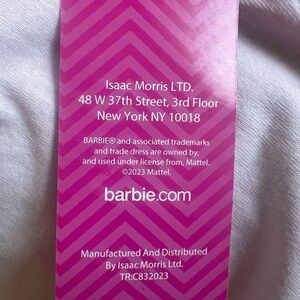 Isaac Morris LTD.
48 W 37th Street, 3rd Floor
New York NY 10018
BARBIE® and associated trademarks
and trade dress are owned by,
and used under license from, Mattel.
©2023 Mattel.
barbie.com
Manufactured And Distributed
By Isaac Morris Ltd.
TR:C832023